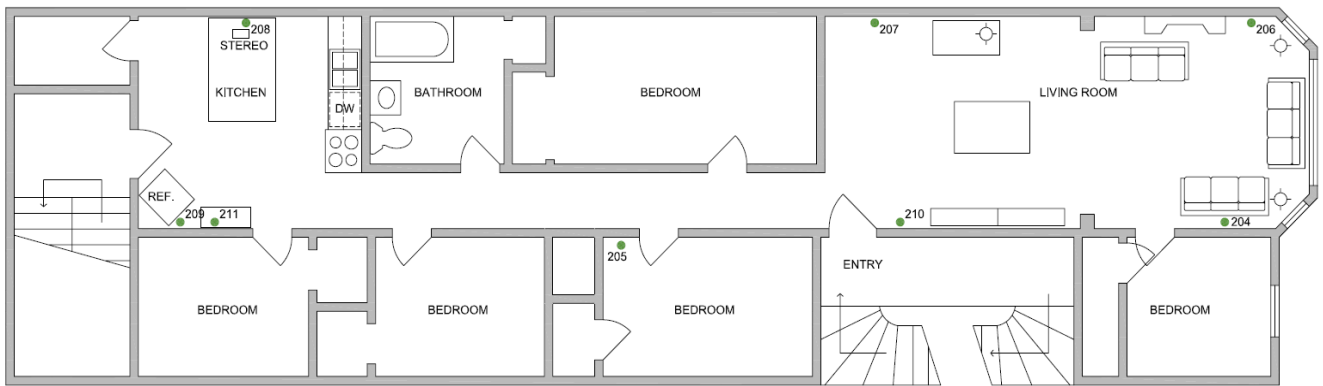 208
STEREO
KITCHEN
DW
BATHROOM
BEDROOM
207
206
LIVING ROOM
REF.
209
211
210
204
205
ENTRY
BEDROOM
BEDROOM
BEDROOM
BEDROOM